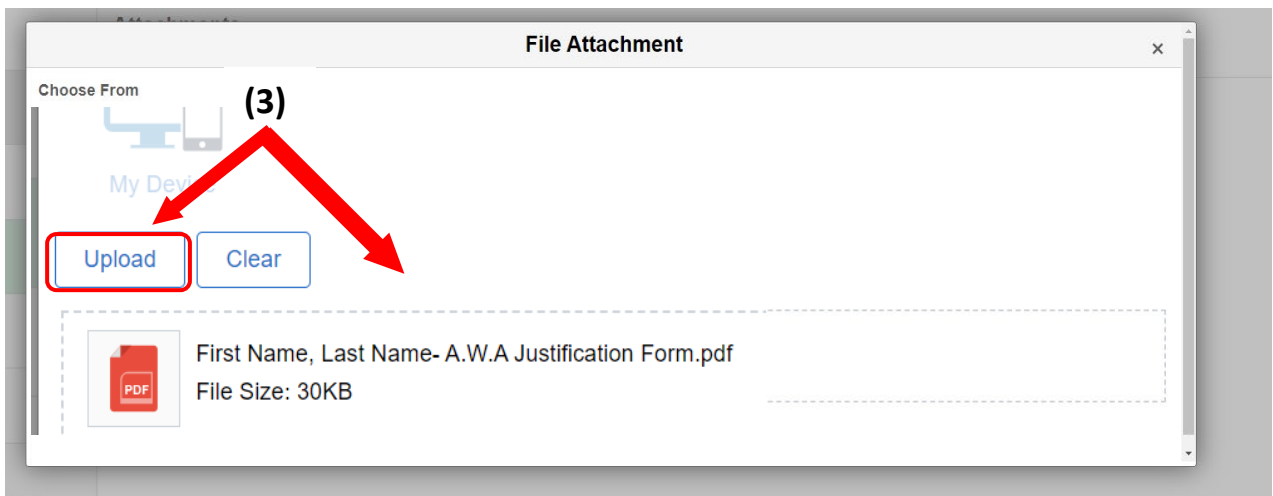 Attachments
File Attachment
×
Choose From
(3)
My Device
Upload
Clear
First Name, Last Name- A.W.A Justification Form.pdf
PDF
File Size: 30KB